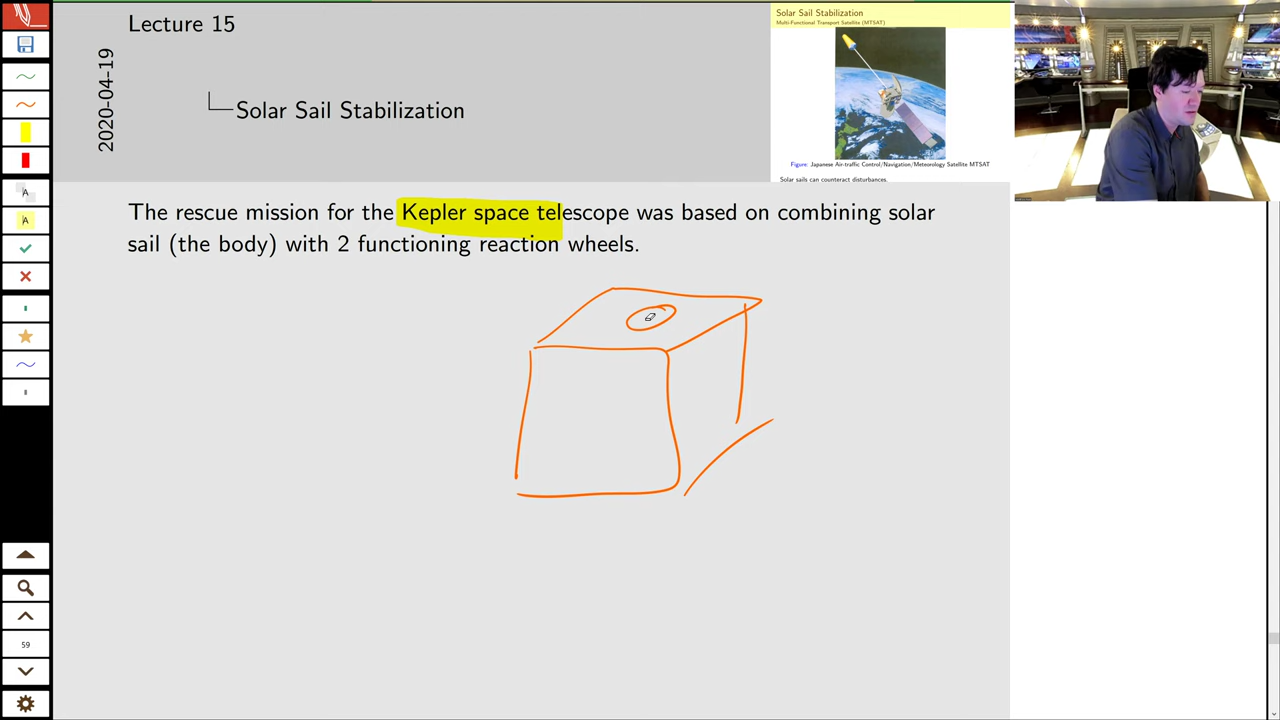 Lecture 15
2020-04-19
Solar Sail Stabilization
Solar Sail Stabilization
Multi-Functional Transport Satellite (MTSAT)
Figure: Japanese Air-traffic Control/Navigation/Meteorology Satellite MTSAT
Solar sails can counteract disturbances.
The rescue mission for the Kepler space telescope was based on combining solar
sail (the body) with 2 functioning reaction wheels.
A
A
59